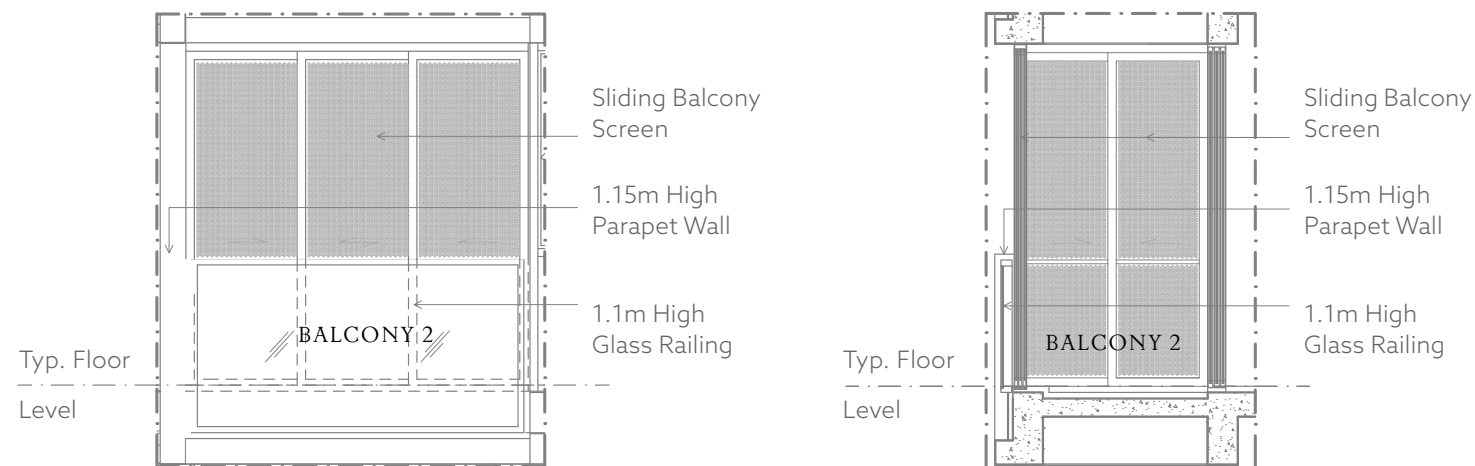 Sliding Balcony
Screen
1.15m High
Parapet Wall
1.1m High
Glass Railing
BALCONY 2
Typ. Floor
Level
Sliding Balcony
Screen
1.15m High
Parapet Wall
1.1m High
Glass Railing
BALCONY 2
Typ. Floor
Level